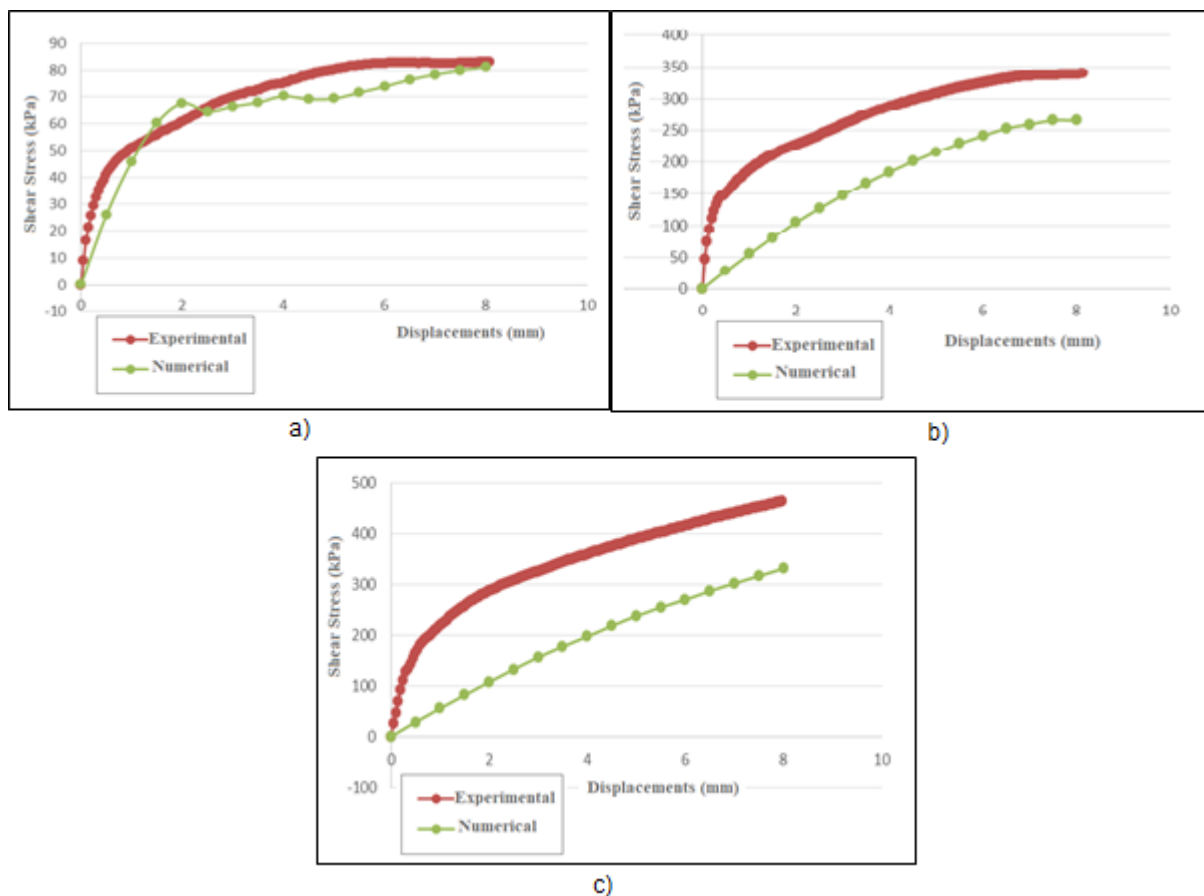 90
80
70
60
50
40
30
20
10
0
-10
Shear Stress (kPa)
0 2 4 6 8 10
Displacements (mm)
Experimental
Numerical
a)
400
350
300
250
200
150
100
50
0
Shear Stress (kPa)
0 2 4 6 8 10
Displacements (mm)
Experimental
Numerical
b)
500
400
300
200
100
0
-100
Shear Stress (kPa)
0 2 4 6 8 10
Displacements (mm)
Experimental
Numerical
c)